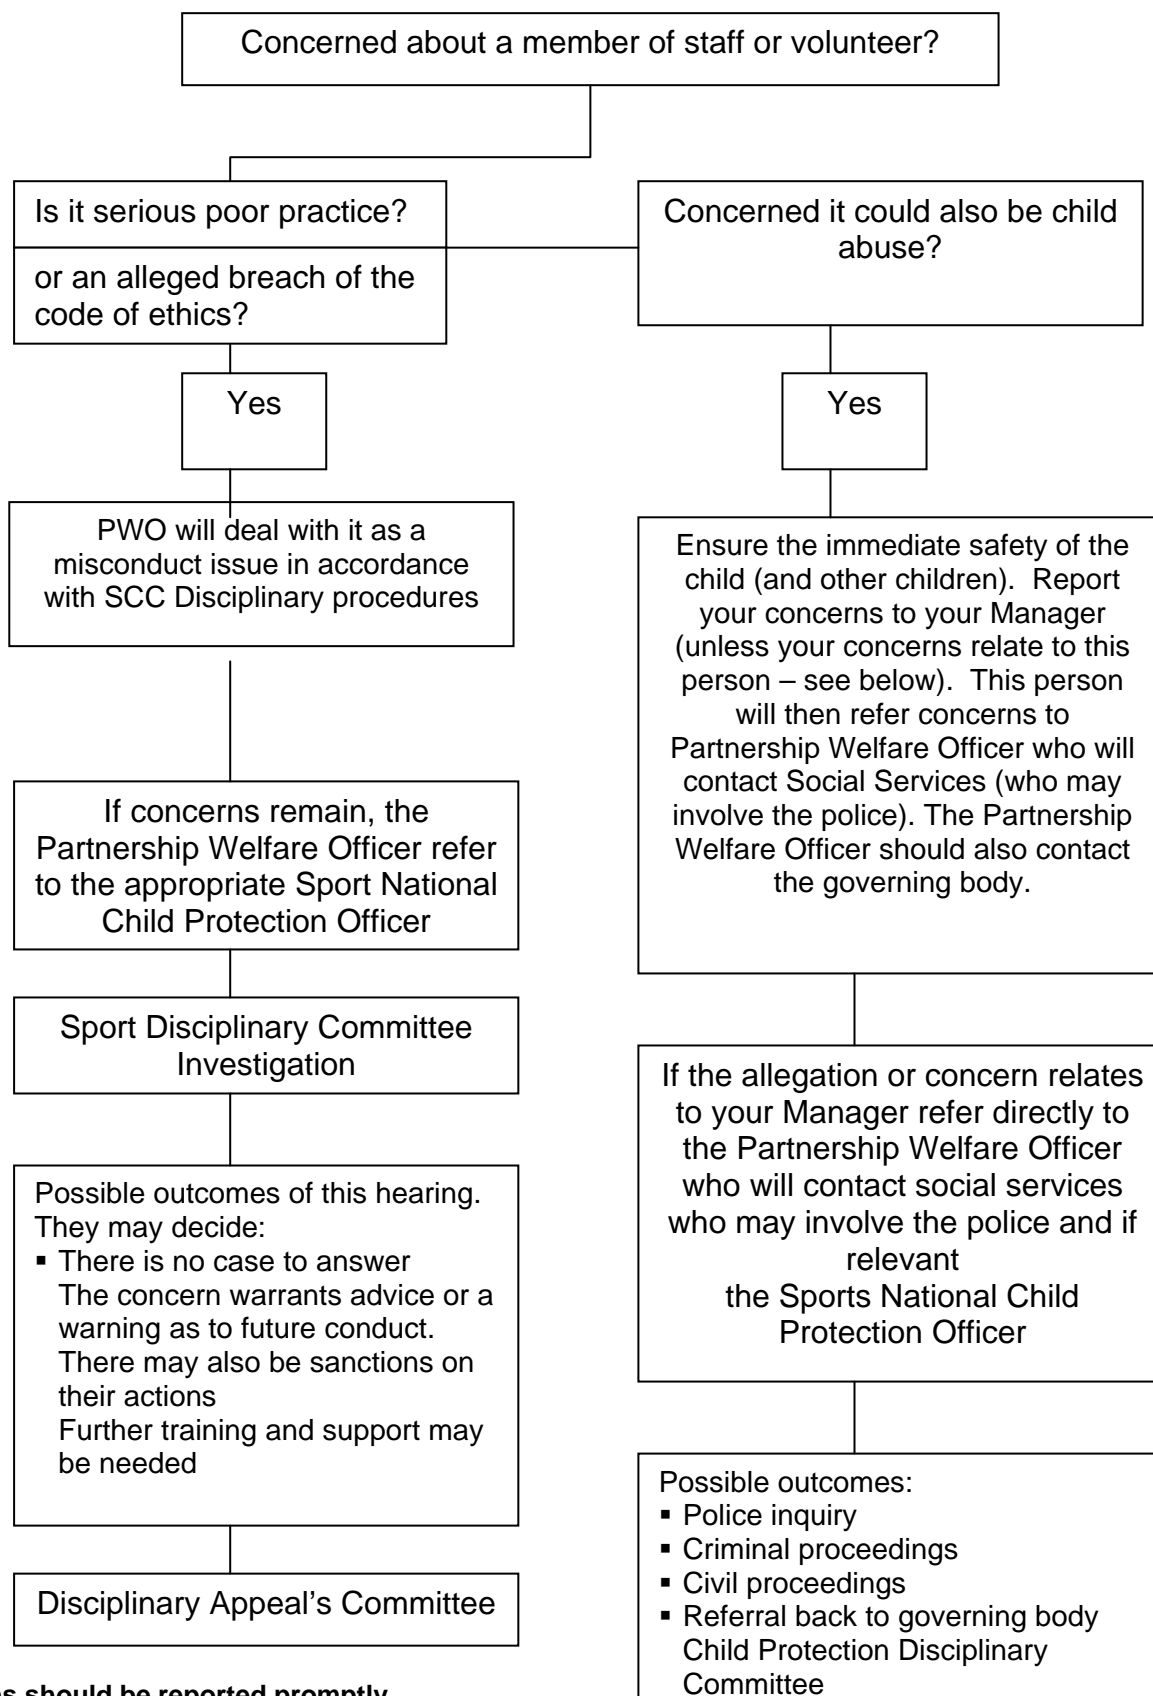 Concerned about a member of staff or volunteer?
Is it serious poor practice?
or an alleged breach of the
code of ethics?
Concerned it could also be child
abuse?
Yes
Yes
PWO will deal with it as a
misconduct issue in accordance
with SCC Disciplinary procedures
If concerns remain, the
Partnership Welfare Officer refer
to the appropriate Sport National
Child Protection Officer
Sport Disciplinary Committee
Investigation
Possible outcomes of this hearing.
They may decide:
▪ There is no case to answer
The concern warrants advice or a
warning as to future conduct.
There may also be sanctions on
their actions
Further training and support may
be needed
Disciplinary Appeal’s Committee
Ensure the immediate safety of the
child (and other children). Report
your concerns to your Manager
(unless your concerns relate to this
person – see below). This person
will then refer concerns to
Partnership Welfare Officer who will
contact Social Services (who may
involve the police). The Partnership
Welfare Officer should also contact
the governing body.
If the allegation or concern relates
to your Manager refer directly to
the Partnership Welfare Officer
who will contact social services
who may involve the police and if
relevant
the Sports National Child
Protection Officer
Possible outcomes:
▪ Police inquiry
▪ Criminal proceedings
▪ Civil proceedings
▪ Referral back to governing body
Child Protection Disciplinary
Committee
should be reported promptly